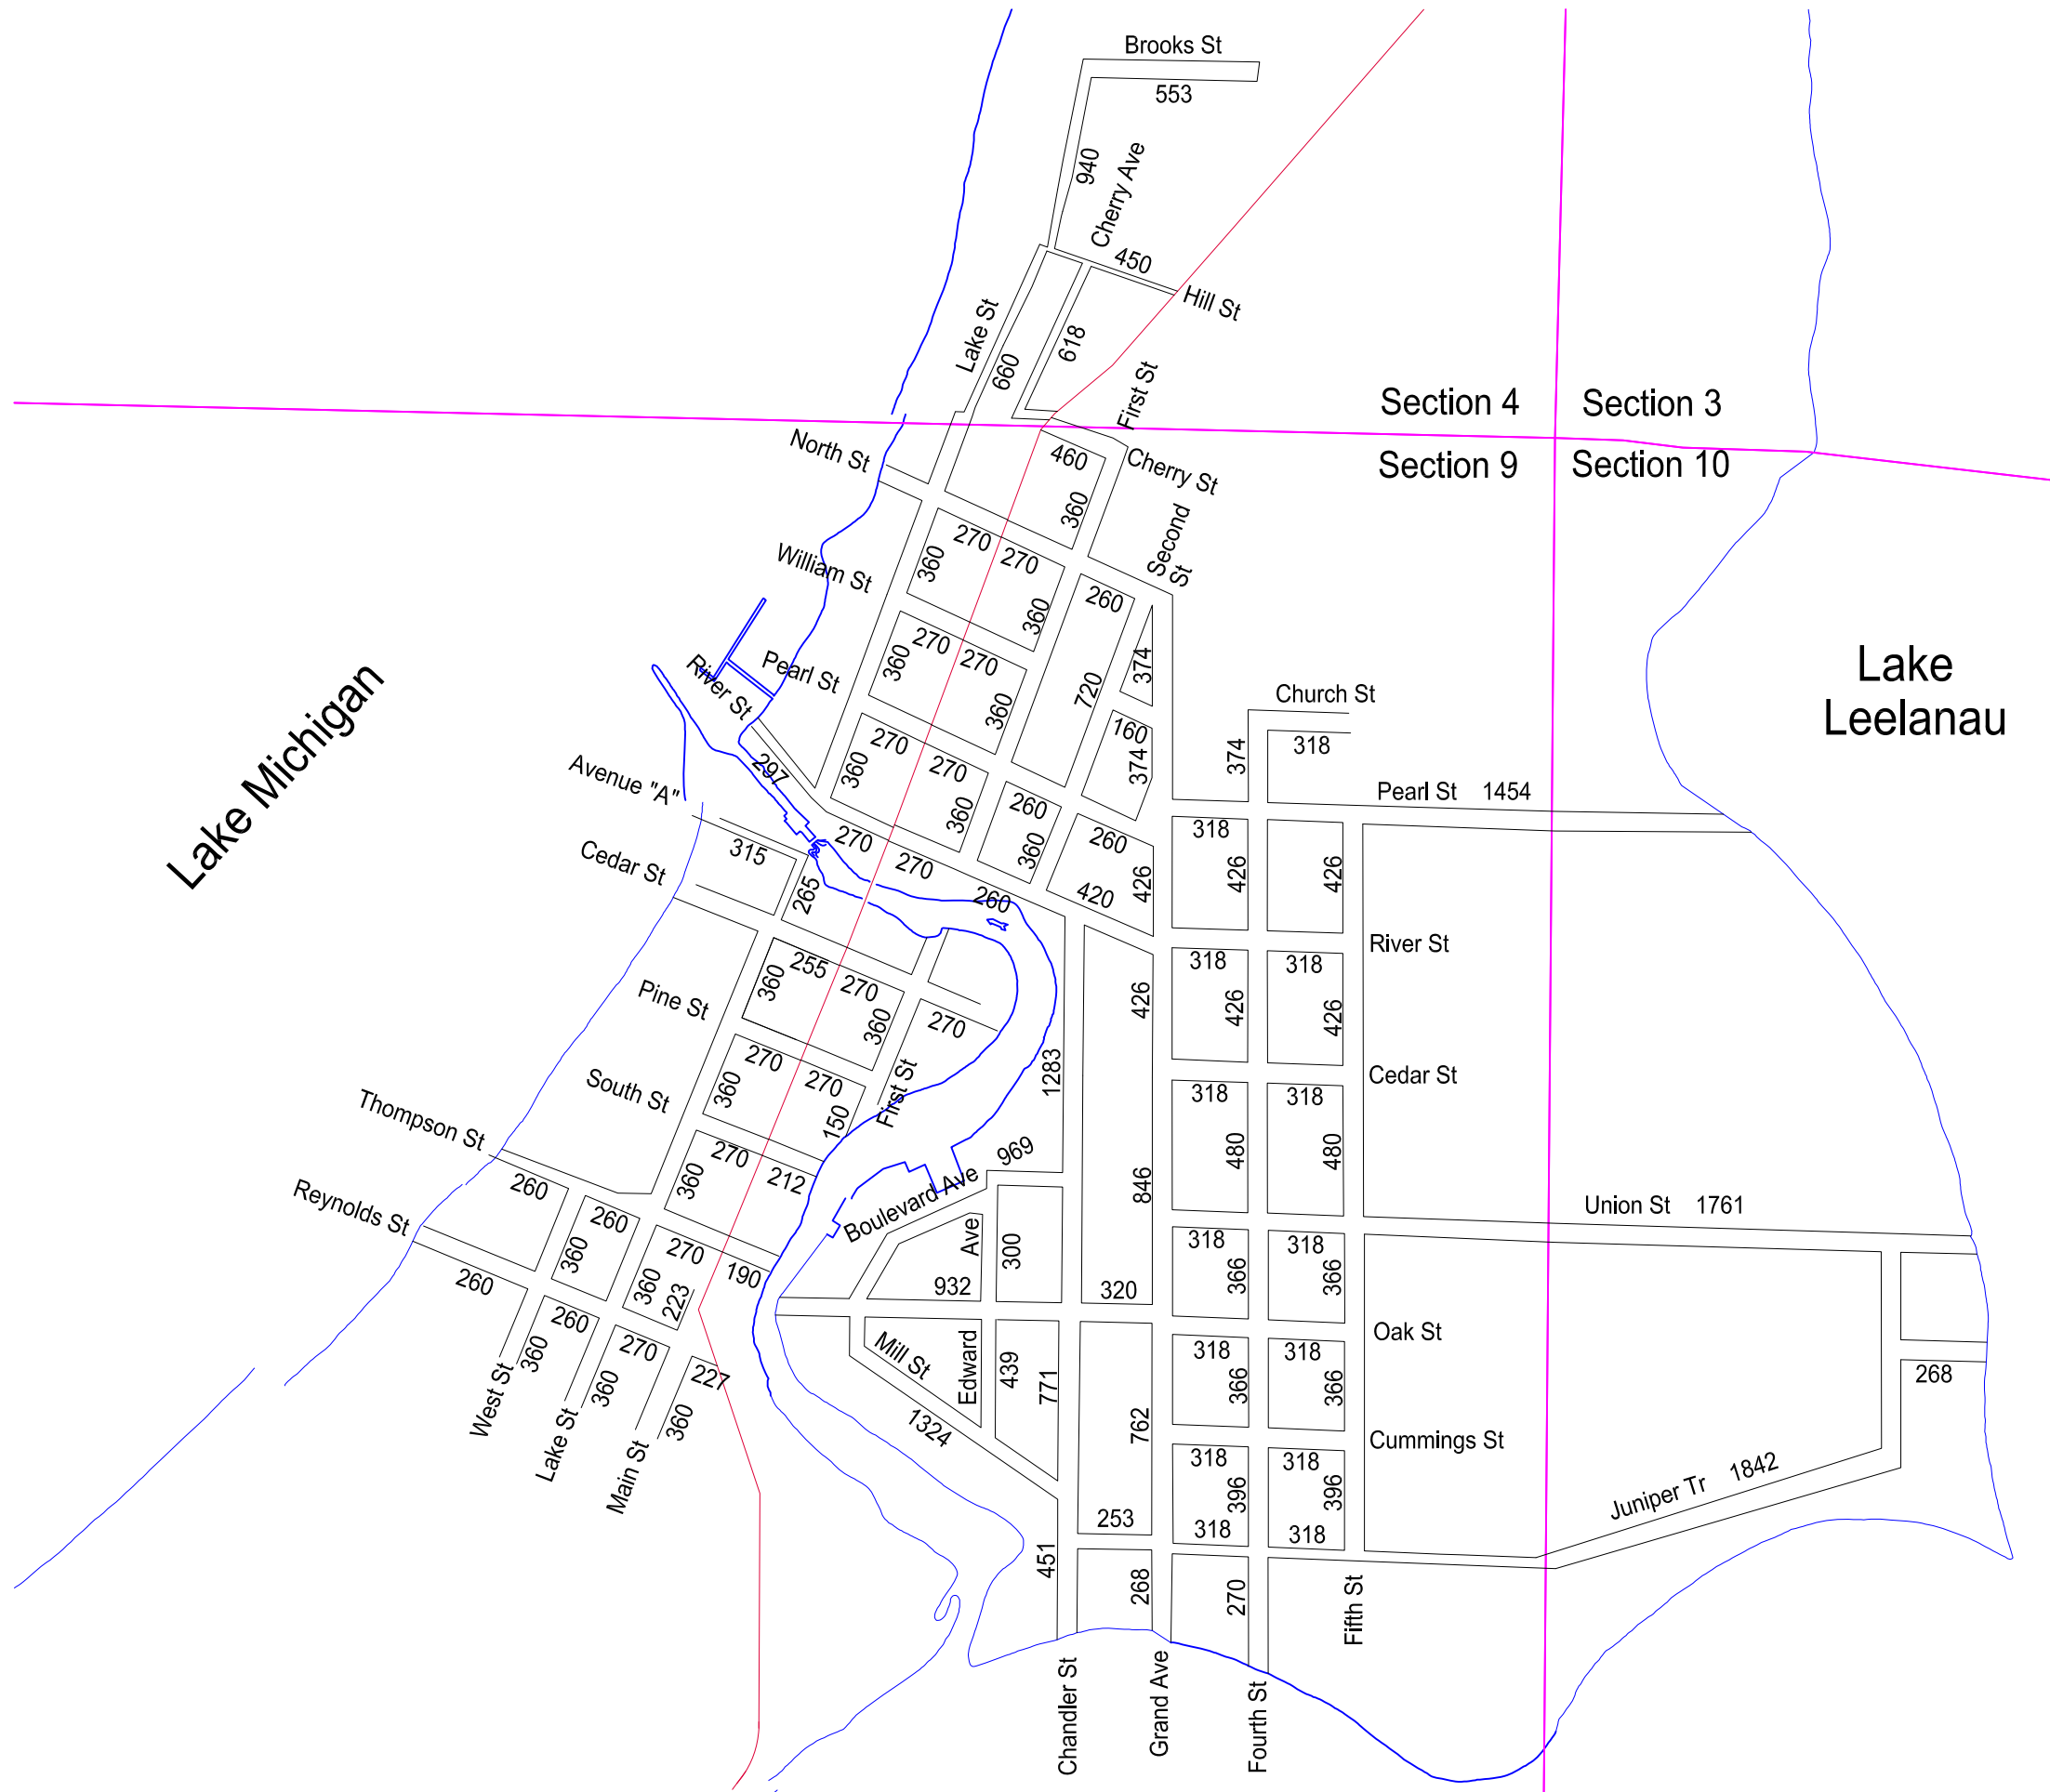 Brooks St
553
940
Cherry Ave
450
Hill St
Lake St
660
618
First St
Section 4
Section 3
North St
460
Cherry St
Section 9
Section 10
360
Second
St
270
270
360
William St
360
260
270
270
360
374
Lake
Leelanau
Lake Michigan
River St
Pearl St
720
360
160
Church St
374
318
374
270
270
297
360
360
Avenue "A"
Pearl St 1454
260
360
270
270
260
318
426
426
426
315
Cedar St
265
260
420
River St
255
270
360
360
318
318
426
426
426
Pine St
270
1283
Cedar St
270
270
360
150
First St
318
318
480
480
South St
Thompson St
270
212
360
969
846
Boulevard Ave
260
260
Reynolds St
Union St 1761
360
270
190
360
223
Ave
300
932
320
318
318
366
366
260
260
360
270
360
227
360
Mill St
Edward
439
771
Oak St
318
318
366
366
268
West St
Lake St
Main St
1324
762
Cummings St
318
318
396
396
Juniper Tr 1842
253
318
318
451
268
270
Fifth St
Chandler St
Grand Ave
Fourth St